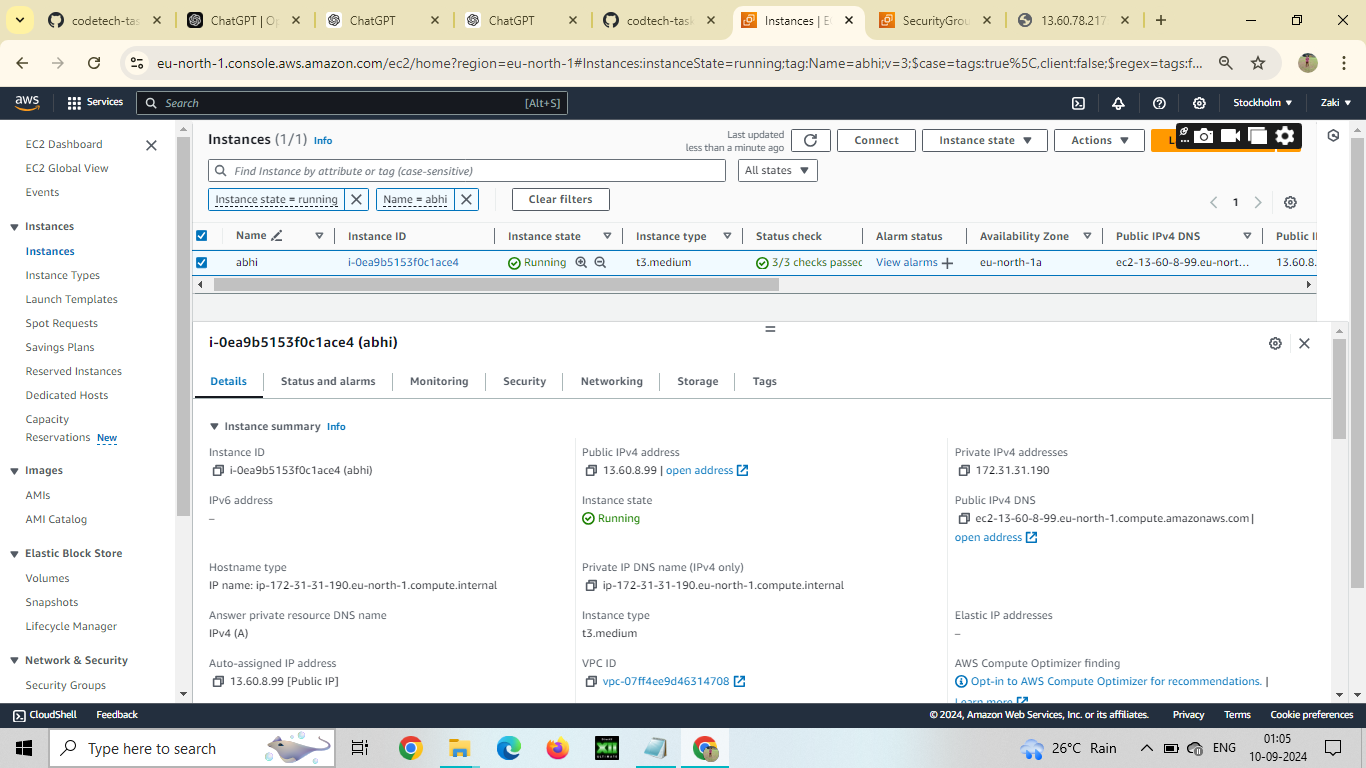 codetech-tas
ChatGPT | Op
ChatGPT
ChatGPT
codtech-task
Instances | E
SecurityGrou
13.60.78.217
eu-north-1.console.aws.amazon.com/ec2/home?region=eu-north-1#Instances:instanceState=running;tag:Name=abhi;v=3;$case=tags:true%5C,client:false;$regex=tags:f...
aws
Services
Search
[Alt+S]
Stockholm
Zaki
EC2 Dashboard
EC2 Global View
Events
Instances
Instances
Instance Types
Launch Templates
Spot Requests
Savings Plans
Reserved Instances
Dedicated Hosts
Capacity
Reservations New
Images
AMIs
AMI Catalog
Elastic Block Store
Volumes
Snapshots
Lifecycle Manager
Network & Security
Security Groups
Instances (1/1) Info
Last updated
less than a minute ago
Connect
Instance state
Actions
Find Instance by attribute or tag (case-sensitive)
All states
Instance state = running
Name = abhi
Clear filters
1
Name
Instance ID
Instance state
Instance type
Status check
Alarm status
Availability Zone
Public IPv4 DNS
Public I
abhi
i-0ea9b5153f0c1ace4
Running
t3.medium
3/3 checks passed
View alarms
eu-north-1a
ec2-13-60-8-99.eu-nort...
13.60.8.
i-0ea9b5153f0c1ace4 (abhi)
Details
Status and alarms
Monitoring
Security
Networking
Storage
Tags
Instance summary Info
Instance ID
i-0ea9b5153f0c1ace4 (abhi)
Public IPv4 address
13.60.8.99 | open address
Private IPv4 addresses
172.31.31.190
IPv6 address
–
Instance state
Running
Public IPv4 DNS
ec2-13-60-8-99.eu-north-1.compute.amazonaws.com |
open address
Hostname type
IP name: ip-172-31-31-190.eu-north-1.compute.internal
Private IP DNS name (IPv4 only)
ip-172-31-31-190.eu-north-1.compute.internal
Answer private resource DNS name
IPv4 (A)
Instance type
t3.medium
Elastic IP addresses
–
Auto-assigned IP address
13.60.8.99 [Public IP]
VPC ID
vpc-07ff4ee9d46314708
AWS Compute Optimizer finding
Opt-in to AWS Compute Optimizer for recommendations. |
Learn more
CloudShell
Feedback
© 2024, Amazon Web Services, Inc. or its affiliates.
Privacy
Terms
Cookie preferences
Type here to search
XII
26°C Rain
ENG
01:05
10-09-2024